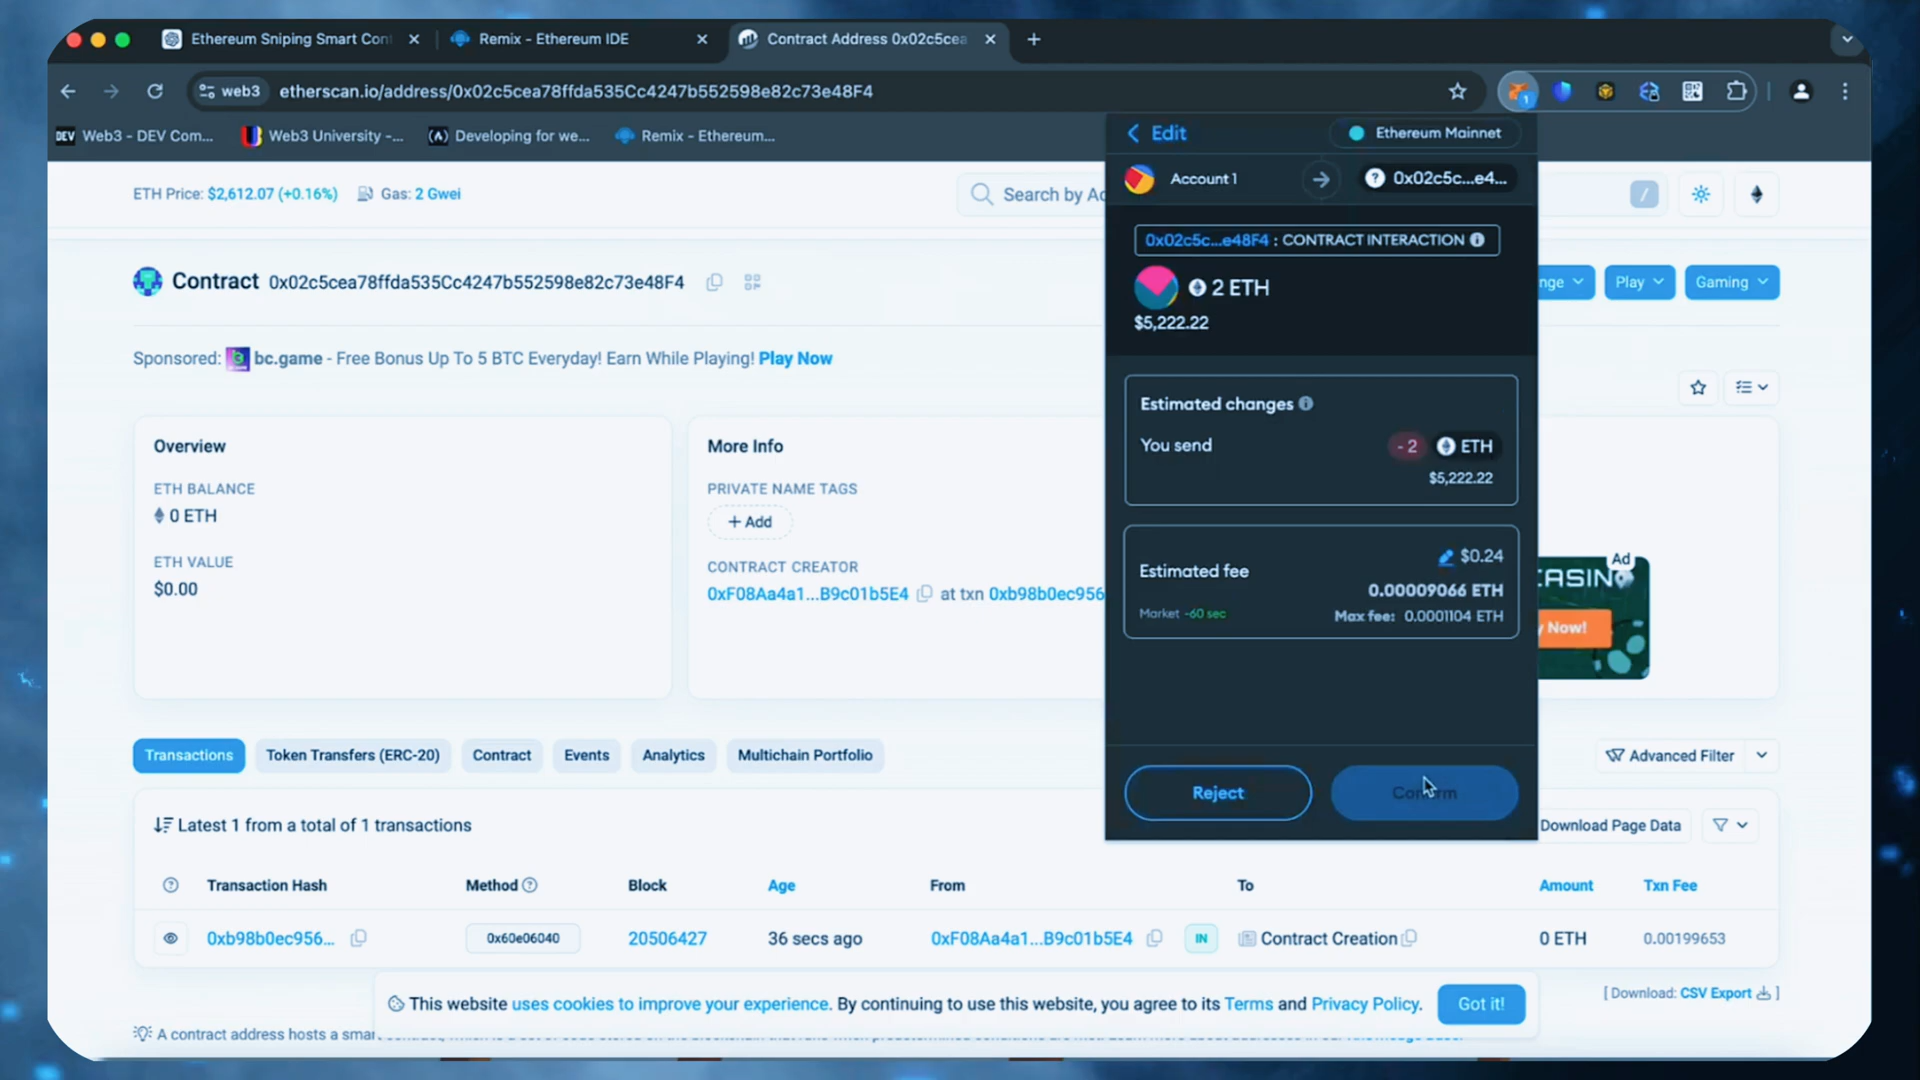 Ethereum Sniping Smart Con
Remix - Ethereum IDE
Contract Address 0x02c5cea
web3
etherscan.io/address/0x02c5cea78ffda535Cc4247b552598e82c73e48F4
1
DEV Web3 - DEV Com...
Web3 University -...
Developing for we...
Remix - Ethereum...
ETH Price: $2,612.07 (+0.16%)
Gas: 2 Gwei
Search by Ad
/
Contract 0x02c5cea78ffda535Cc4247b552598e82c73e48F4
nge
Play
Gaming
Sponsored: bc.game - Free Bonus Up To 5 BTC Everyday! Earn While Playing! Play Now
Overview
ETH BALANCE
0 ETH
ETH VALUE
$0.00
More Info
PRIVATE NAME TAGS
+ Add
CONTRACT CREATOR
0xF08Aa4a1...B9c01b5E4 at txn 0xb98b0ec956
Edit
Ethereum Mainnet
Account 1
0x02c5c...e4...
0x02c5c...e48F4 : CONTRACT INTERACTION
2 ETH
$5,222.22
Estimated changes
You send
- 2 ETH
$5,222.22
Estimated fee
$0.24
0.00009066 ETH
Market ~60 sec
Max fee: 0.0001104 ETH
Reject
Confirm
Ad
CASINO
y Now!
Transactions
Token Transfers (ERC-20)
Contract
Events
Analytics
Multichain Portfolio
Advanced Filter
Latest 1 from a total of 1 transactions
Download Page Data
Transaction Hash
Method
Block
Age
From
To
Amount
Txn Fee
0xb98b0ec956...
0x60e06040
20506427
36 secs ago
0xF08Aa4a1...B9c01b5E4
IN
Contract Creation
0 ETH
0.00199653
[ Download: CSV Export ]
This website uses cookies to improve your experience. By continuing to use this website, you agree to its Terms and Privacy Policy.
Got it!
A contract address hosts a smar